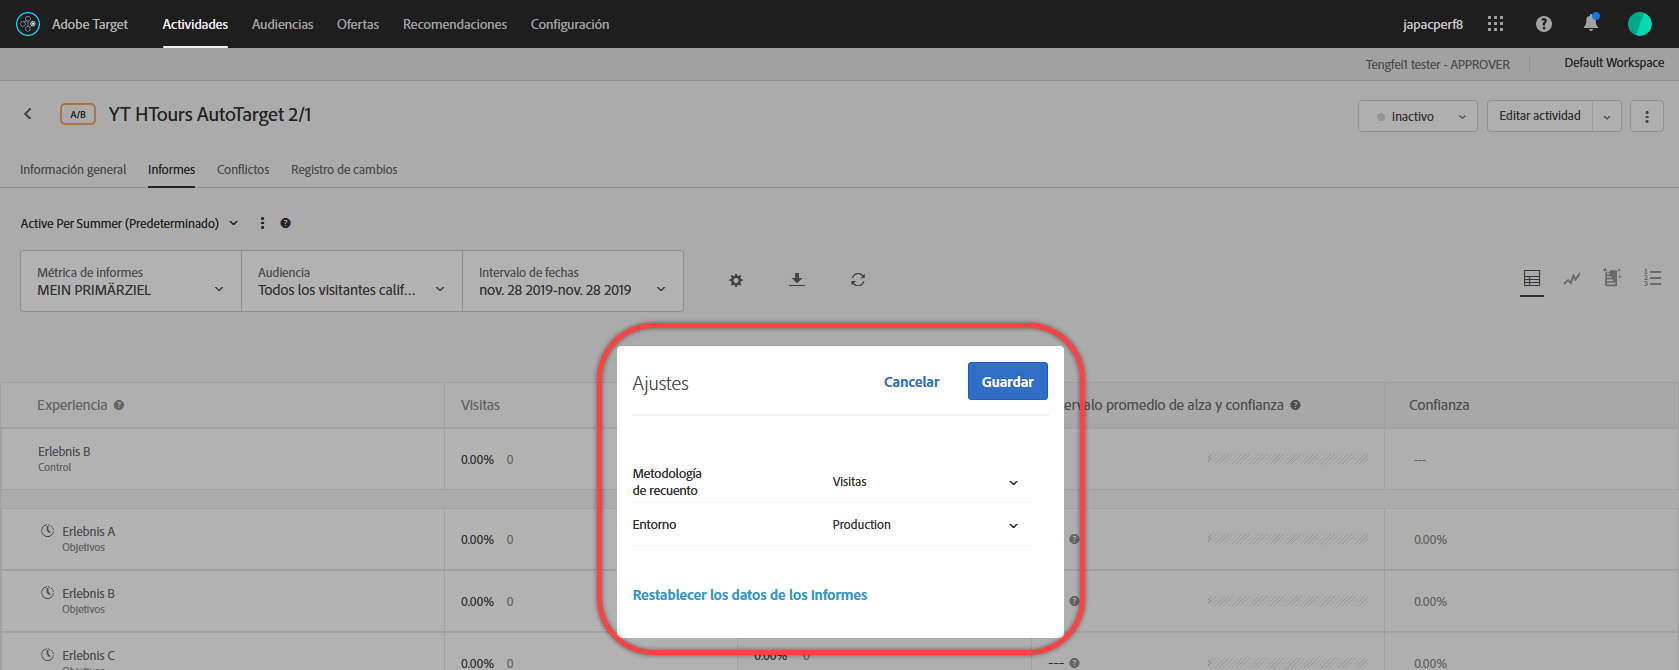 Adobe Target
Actividades
Audiencias
Ofertas
Recomendaciones
Configuración
japacperf8
Tengfei1 tester - APPROVER
Default Workspace
A/B
YT HTours AutoTarget 2/1
Inactivo
Editar actividad
Información general
Informes
Conflictos
Registro de cambios
Active Per Summer (Predeterminado)
Métrica de informes
MEIN PRIMÄRZIEL
Audiencia
Todos los visitantes calif...
Intervalo de fechas
nov. 28 2019-nov. 28 2019
Ajustes
Cancelar
Guardar
Metodología
de recuento
Visitas
Entorno
Production
Restablecer los datos de los Informes
Experiencia
Visitas
ervalo promedio de alza y confianza
Confianza
Erlebnis B
Control
0.00% 0
---
Erlebnis A
Objetivos
0.00% 0
0.00%
Erlebnis B
Objetivos
0.00% 0
0.00%
Erlebnis C
Objetivos
0.00% 0
0.00% 0
---
0.00%